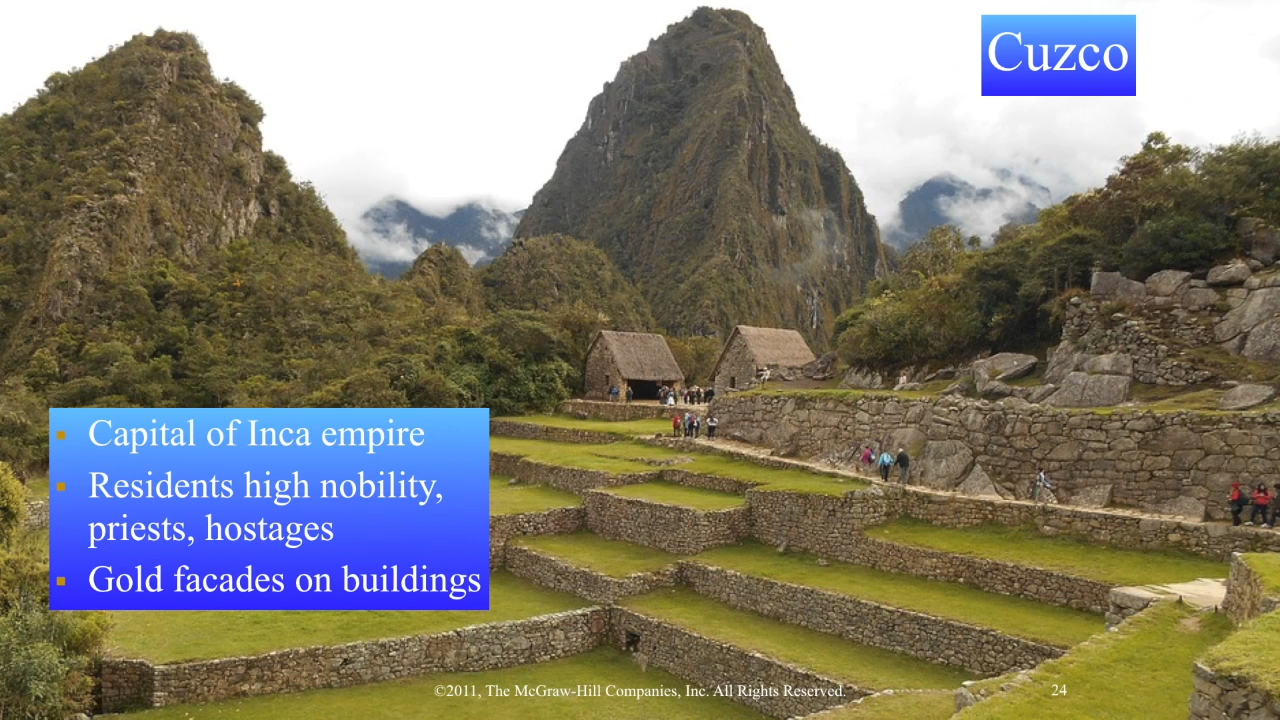 Cuzco
▪ Capital of Inca empire
▪ Residents high nobility,
priests, hostages
▪ Gold facades on buildings
©2011, The McGraw-Hill Companies, Inc. All Rights Reserved.
24